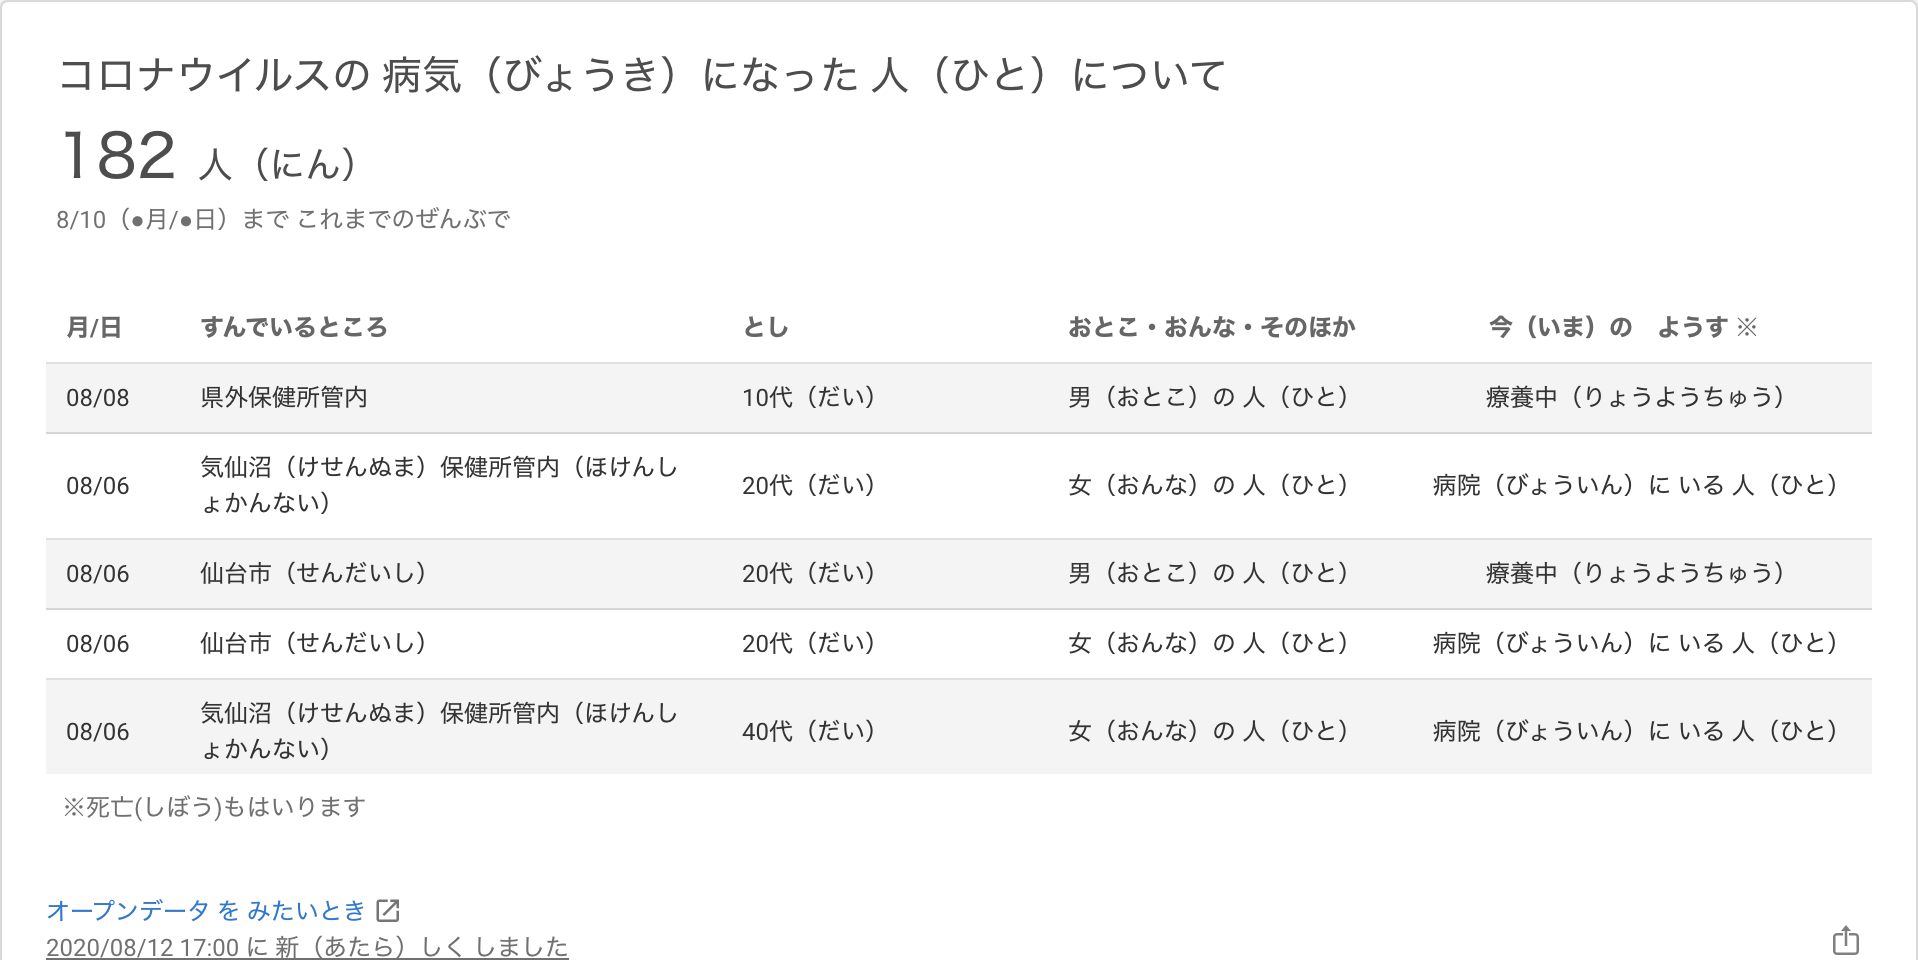 コロナウイルスの 病気（びょうき）になった 人（ひと）について
182 人（にん）
8/10（●月/●日）まで これまでのぜんぶで
月/日 すんでいるところ とし おとこ・おんな・そのほか 今（いま）の　ようす ※
08/08 県外保健所管内 10代（だい） 男（おとこ）の 人（ひと） 療養中（りょうようちゅう）
08/06 気仙沼（けせんぬま）保健所管内（ほけんし
ょかんない） 20代（だい） 女（おんな）の 人（ひと） 病院（びょういん）に いる 人（ひと）
08/06 仙台市（せんだいし） 20代（だい） 男（おとこ）の 人（ひと） 療養中（りょうようちゅう）
08/06 仙台市（せんだいし） 20代（だい） 女（おんな）の 人（ひと） 病院（びょういん）に いる 人（ひと）
08/06 気仙沼（けせんぬま）保健所管内（ほけんし
ょかんない） 40代（だい） 女（おんな）の 人（ひと） 病院（びょういん）に いる 人（ひと）
※死亡(しぼう)もはいります
オープンデータ を みたいとき
2020/08/12 17:00 に 新（あたら）しく しました